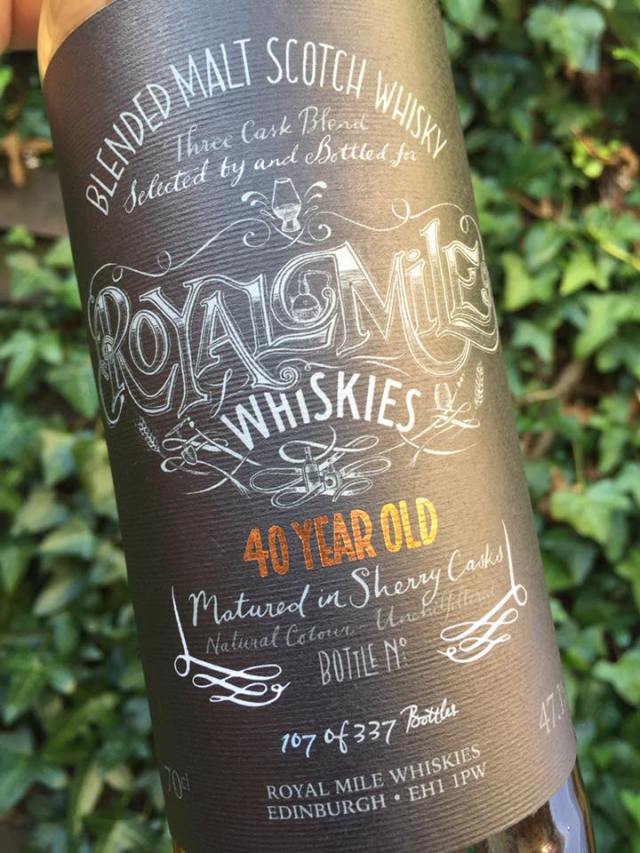 BLENDED MALT SCOTCH WHISKY
Three Cask Blend
Selected by and Bottled for
ROYAL MILE
WHISKIES
40 YEAR OLD
Matured in Sherry Casks
Natural Colour - Unchillfiltered
BOTTLE No.
107 of 337 Bottles
70cl
ROYAL MILE WHISKIES
EDINBURGH • EH1 1PW